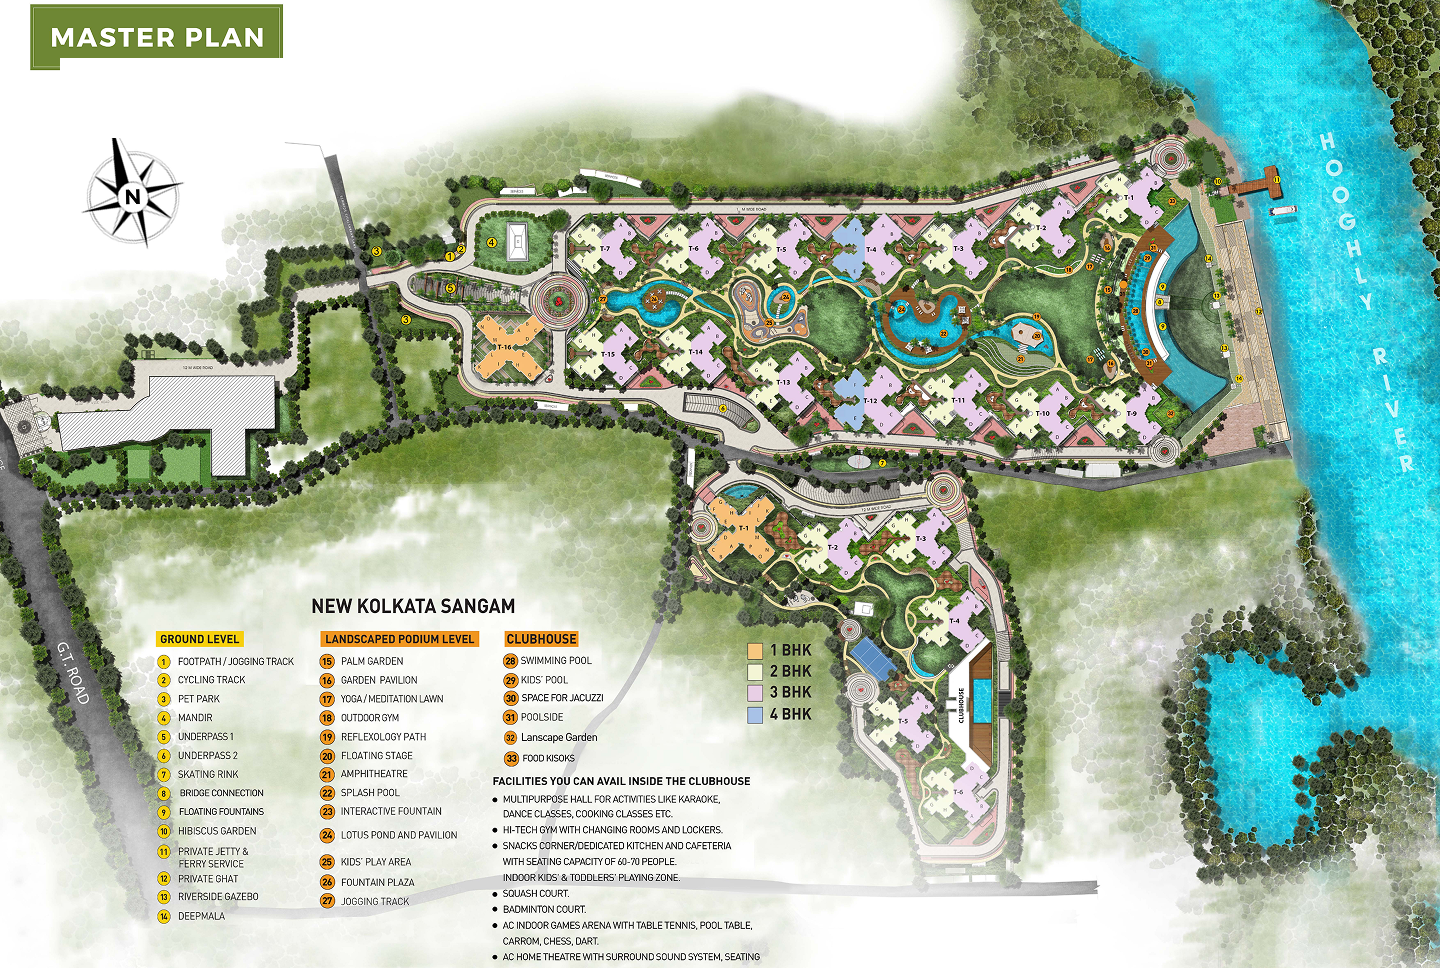 MASTER PLAN
N
HOOGHLY RIVER
SERVICES
SERVICES
M WIDE ROAD
T-1
T-2
T-3
T-4
T-5
T-6
T-7
T-16
T-15
T-14
T-13
T-12
T-11
T-10
T-9
12 M WIDE ROAD
SERVICES
12 M WIDE ROAD
T-1
T-2
T-3
T-4
T-5
T-6
CLUBHOUSE
G.T. ROAD
NEW KOLKATA SANGAM
GROUND LEVEL
1 FOOTPATH / JOGGING TRACK
2 CYCLING TRACK
3 PET PARK
4 MANDIR
5 UNDERPASS 1
6 UNDERPASS 2
7 SKATING RINK
8 BRIDGE CONNECTION
9 FLOATING FOUNTAINS
10 HIBISCUS GARDEN
11 PRIVATE JETTY &
FERRY SERVICE
12 PRIVATE GHAT
13 RIVERSIDE GAZEBO
14 DEEPMALA
LANDSCAPED PODIUM LEVEL
15 PALM GARDEN
16 GARDEN PAVILION
17 YOGA / MEDITATION LAWN
18 OUTDOOR GYM
19 REFLEXOLOGY PATH
20 FLOATING STAGE
21 AMPHITHEATRE
22 SPLASH POOL
23 INTERACTIVE FOUNTAIN
24 LOTUS POND AND PAVILION
25 KIDS' PLAY AREA
26 FOUNTAIN PLAZA
27 JOGGING TRACK
CLUBHOUSE
28 SWIMMING POOL
29 KIDS' POOL
30 SPACE FOR JACUZZI
31 POOLSIDE
32 Lanscape Garden
33 FOOD KISOKS
1 BHK
2 BHK
3 BHK
4 BHK
FACILITIES YOU CAN AVAIL INSIDE THE CLUBHOUSE
• MULTIPURPOSE HALL FOR ACTIVITIES LIKE KARAOKE,
DANCE CLASSES, COOKING CLASSES ETC.
• HI-TECH GYM WITH CHANGING ROOMS AND LOCKERS.
• SNACKS CORNER/DEDICATED KITCHEN AND CAFETERIA
WITH SEATING CAPACITY OF 60-70 PEOPLE.
INDOOR KIDS' & TODDLERS' PLAYING ZONE.
• SQUASH COURT.
• BADMINTON COURT.
• AC INDOOR GAMES ARENA WITH TABLE TENNIS, POOL TABLE,
CARROM, CHESS, DART.
• AC HOME THEATRE WITH SURROUND SOUND SYSTEM, SEATING